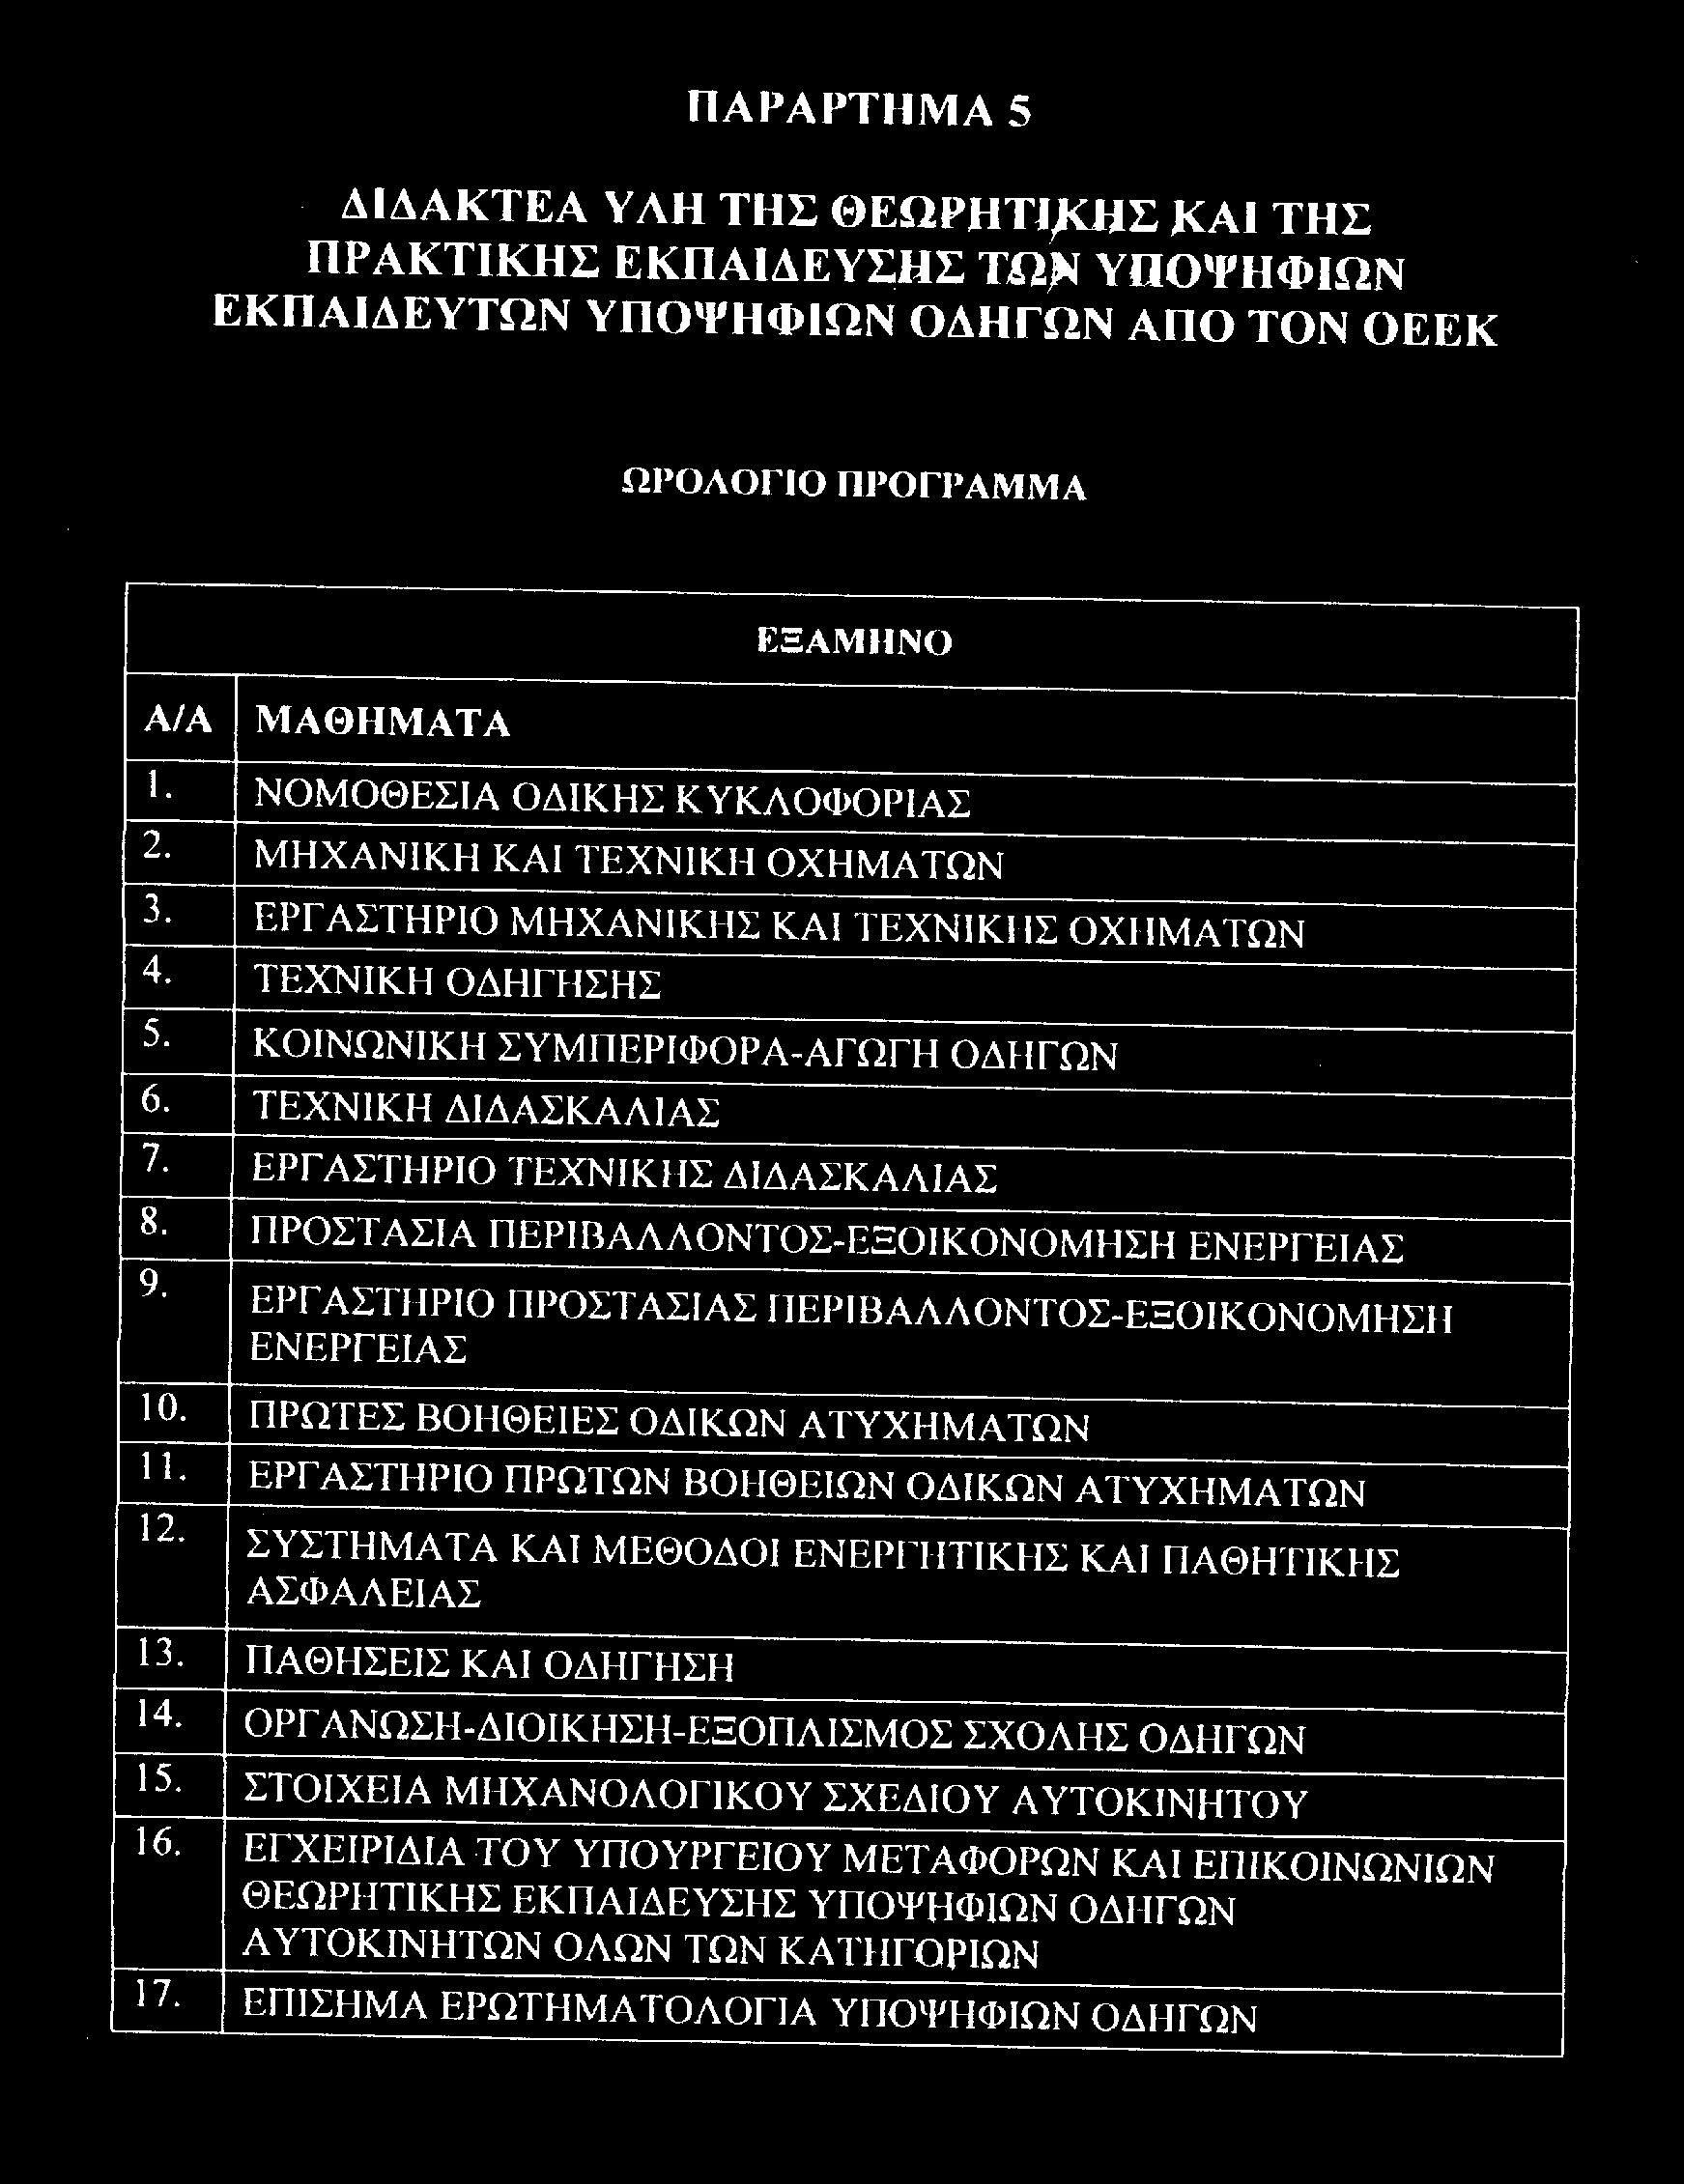 ΠΑΡΑΡΤΗΜΑ 5
ΔΙΔΑΚΤΕΑ ΥΛΗ ΤΗΣ ΘΕΩΡΗΤΙΚΗΣ ΚΑΙ ΤΗΣ
ΠΡΑΚΤΙΚΗΣ ΕΚΠΑΙΔΕΥΣΗΣ ΤΩΝ ΥΠΟΨΗΦΙΩΝ
ΕΚΠΑΙΔΕΥΤΩΝ ΥΠΟΨΗΦΙΩΝ ΟΔΗΓΩΝ ΑΠΟ ΤΟΝ ΟΕΕΚ
ΩΡΟΛΟΓΙΟ ΠΡΟΓΡΑΜΜΑ
ΕΞΑΜΗΝΟ
Α/Α ΜΑΘΗΜΑΤΑ
1. ΝΟΜΟΘΕΣΙΑ ΟΔΙΚΗΣ ΚΥΚΛΟΦΟΡΙΑΣ
2. ΜΗΧΑΝΙΚΗ ΚΑΙ ΤΕΧΝΙΚΗ ΟΧΗΜΑΤΩΝ
3. ΕΡΓΑΣΤΗΡΙΟ ΜΗΧΑΝΙΚΗΣ ΚΑΙ ΤΕΧΝΙΚΗΣ ΟΧΗΜΑΤΩΝ
4. ΤΕΧΝΙΚΗ ΟΔΗΓΗΣΗΣ
5. ΚΟΙΝΩΝΙΚΗ ΣΥΜΠΕΡΙΦΟΡΑ-ΑΓΩΓΗ ΟΔΗΓΩΝ
6. ΤΕΧΝΙΚΗ ΔΙΔΑΣΚΑΛΙΑΣ
7. ΕΡΓΑΣΤΗΡΙΟ ΤΕΧΝΙΚΗΣ ΔΙΔΑΣΚΑΛΙΑΣ
8. ΠΡΟΣΤΑΣΙΑ ΠΕΡΙΒΑΛΛΟΝΤΟΣ-ΕΞΟΙΚΟΝΟΜΗΣΗ ΕΝΕΡΓΕΙΑΣ
9. ΕΡΓΑΣΤΗΡΙΟ ΠΡΟΣΤΑΣΙΑΣ ΠΕΡΙΒΑΛΛΟΝΤΟΣ-ΕΞΟΙΚΟΝΟΜΗΣΗ
ΕΝΕΡΓΕΙΑΣ
10. ΠΡΩΤΕΣ ΒΟΗΘΕΙΕΣ ΟΔΙΚΩΝ ΑΤΥΧΗΜΑΤΩΝ
11. ΕΡΓΑΣΤΗΡΙΟ ΠΡΩΤΩΝ ΒΟΗΘΕΙΩΝ ΟΔΙΚΩΝ ΑΤΥΧΗΜΑΤΩΝ
12. ΣΥΣΤΗΜΑΤΑ ΚΑΙ ΜΕΘΟΔΟΙ ΕΝΕΡΓΗΤΙΚΗΣ ΚΑΙ ΠΑΘΗΤΙΚΗΣ
ΑΣΦΑΛΕΙΑΣ
13. ΠΑΘΗΣΕΙΣ ΚΑΙ ΟΔΗΓΗΣΗ
14. ΟΡΓΑΝΩΣΗ-ΔΙΟΙΚΗΣΗ-ΕΞΟΠΛΙΣΜΟΣ ΣΧΟΛΗΣ ΟΔΗΓΩΝ
15. ΣΤΟΙΧΕΙΑ ΜΗΧΑΝΟΛΟΓΙΚΟΥ ΣΧΕΔΙΟΥ ΑΥΤΟΚΙΝΗΤΟΥ
16. ΕΓΧΕΙΡΙΔΙΑ ΤΟΥ ΥΠΟΥΡΓΕΙΟΥ ΜΕΤΑΦΟΡΩΝ ΚΑΙ ΕΠΙΚΟΙΝΩΝΙΩΝ
ΘΕΩΡΗΤΙΚΗΣ ΕΚΠΑΙΔΕΥΣΗΣ ΥΠΟΨΗΦΙΩΝ ΟΔΗΓΩΝ
ΑΥΤΟΚΙΝΗΤΩΝ ΟΛΩΝ ΤΩΝ ΚΑΤΗΓΟΡΙΩΝ
17. ΕΠΙΣΗΜΑ ΕΡΩΤΗΜΑΤΟΛΟΓΙΑ ΥΠΟΨΗΦΙΩΝ ΟΔΗΓΩΝ